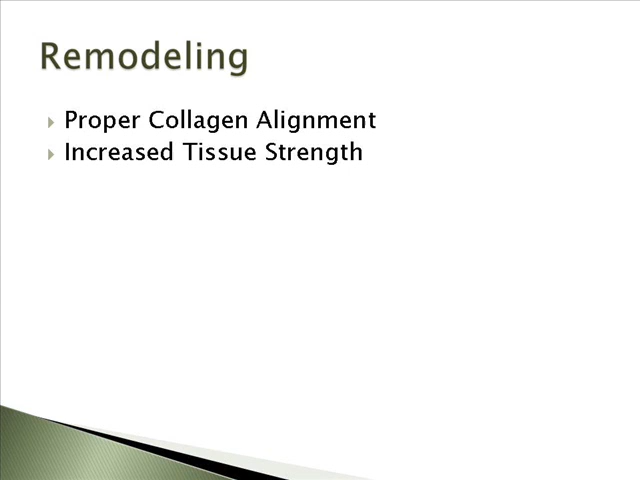 Remodeling
Proper Collagen Alignment
Increased Tissue Strength